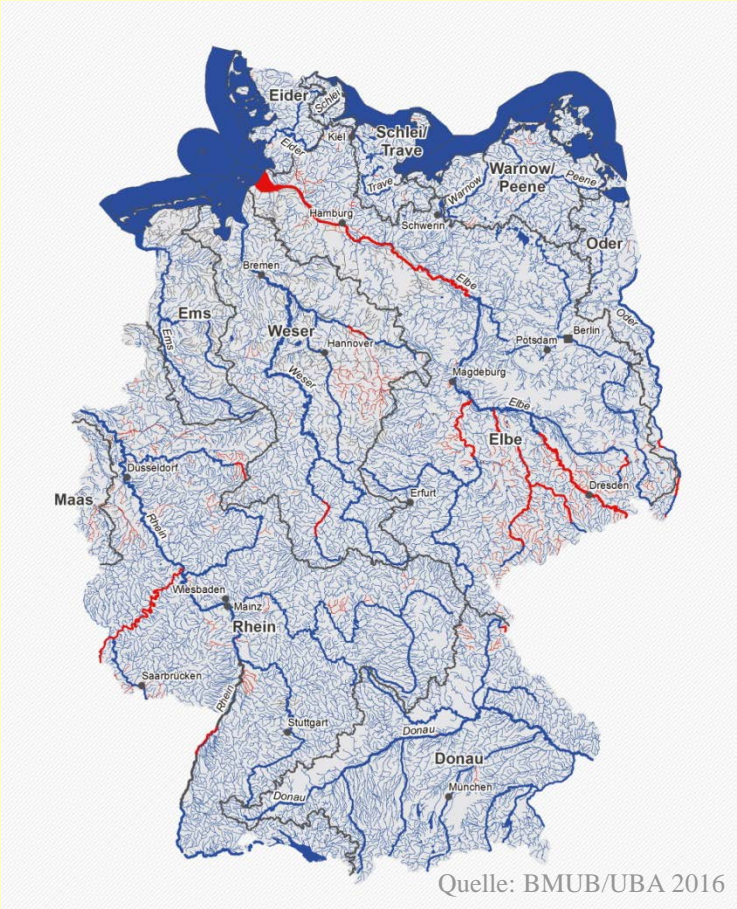 Eider
Schlei
Eider
Kiel
Schlei/
Trave
Trave
Warnow
Warnow/
Peene
Peene
Hamburg
Schwerin
Oder
Bremen
Elbe
Ems
Ems
Weser
Hannover
Weser
Potsdam
Berlin
Oder
Magdeburg
Elbe
Elbe
Düsseldorf
Maas
Rhein
Erfurt
Dresden
Wiesbaden
Mainz
Rhein
Saarbrücken
Rhein
Stuttgart
Donau
Donau
Donau
München
Quelle: BMUB/UBA 2016